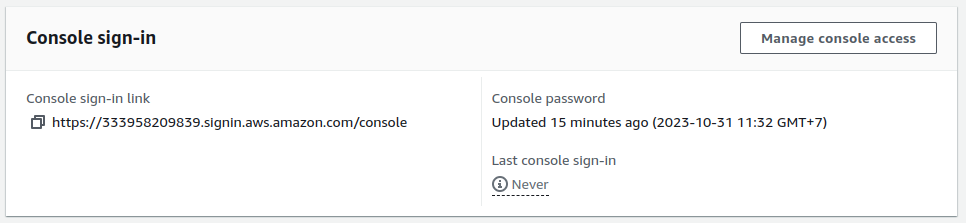 Console sign-in
Manage console access
Console sign-in link
https://333958209839.signin.aws.amazon.com/console
Console password
Updated 15 minutes ago (2023-10-31 11:32 GMT+7)
Last console sign-in
Never